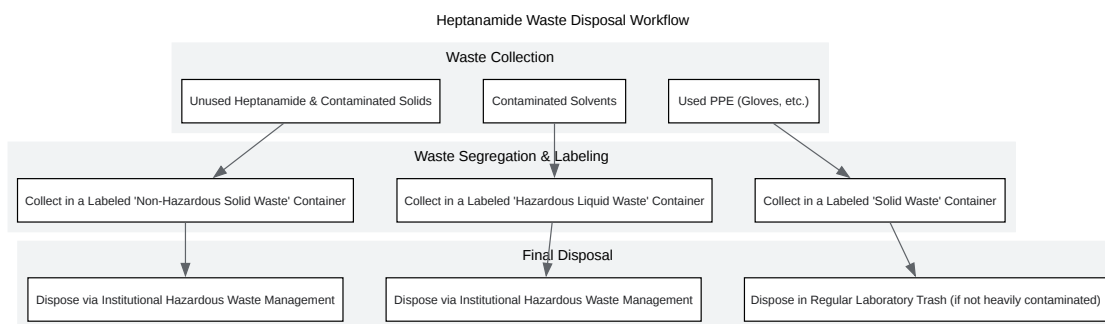 Heptanamide Waste Disposal Workflow
Waste Collection
Unused Heptanamide & Contaminated Solids
Contaminated Solvents
Used PPE (Gloves, etc.)
Waste Segregation & Labeling
Collect in a Labeled 'Non-Hazardous Solid Waste' Container
Collect in a Labeled 'Hazardous Liquid Waste' Container
Collect in a Labeled 'Solid Waste' Container
Final Disposal
Dispose via Institutional Hazardous Waste Management
Dispose via Institutional Hazardous Waste Management
Dispose in Regular Laboratory Trash (if not heavily contaminated)